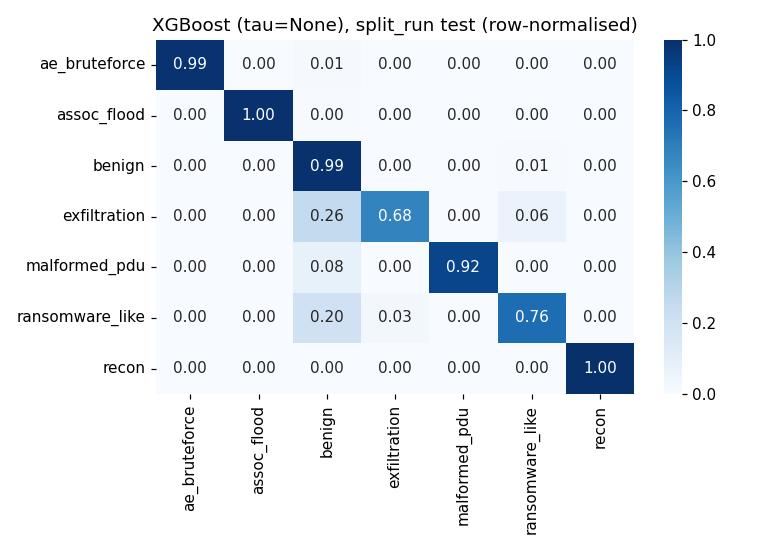 XGBoost (tau=None), split_run test (row-normalised)
ae_bruteforce 0.99 0.00 0.01 0.00 0.00 0.00 0.00
assoc_flood 0.00 1.00 0.00 0.00 0.00 0.00 0.00
benign 0.00 0.00 0.99 0.00 0.00 0.01 0.00
exfiltration 0.00 0.00 0.26 0.68 0.00 0.06 0.00
malformed_pdu 0.00 0.00 0.08 0.00 0.92 0.00 0.00
ransomware_like 0.00 0.00 0.20 0.03 0.00 0.76 0.00
recon 0.00 0.00 0.00 0.00 0.00 0.00 1.00
ae_bruteforce assoc_flood benign exfiltration malformed_pdu ransomware_like recon
1.0
0.8
0.6
0.4
0.2
0.0